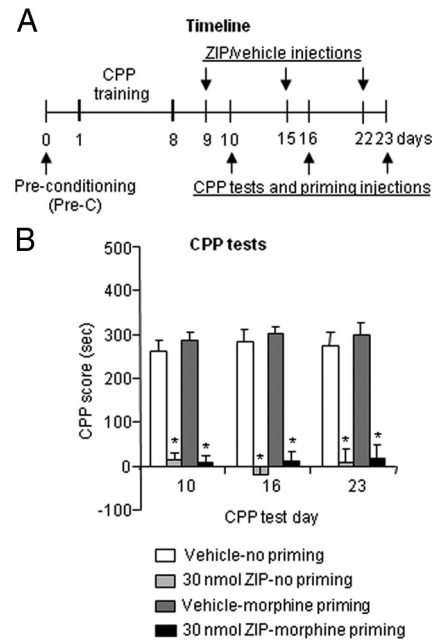 A
Timeline
ZIP/vehicle injections
CPP
training
0 1 8 9 10 15 16 22 23 days
Pre-conditioning
(Pre-C)
CPP tests and priming injections
B
CPP tests
CPP score (sec)
500
400
300
200
100
0
-100
* * * * * *
10 16 23
CPP test day
Vehicle-no priming
30 nmol ZIP-no priming
Vehicle-morphine priming
30 nmol ZIP-morphine priming